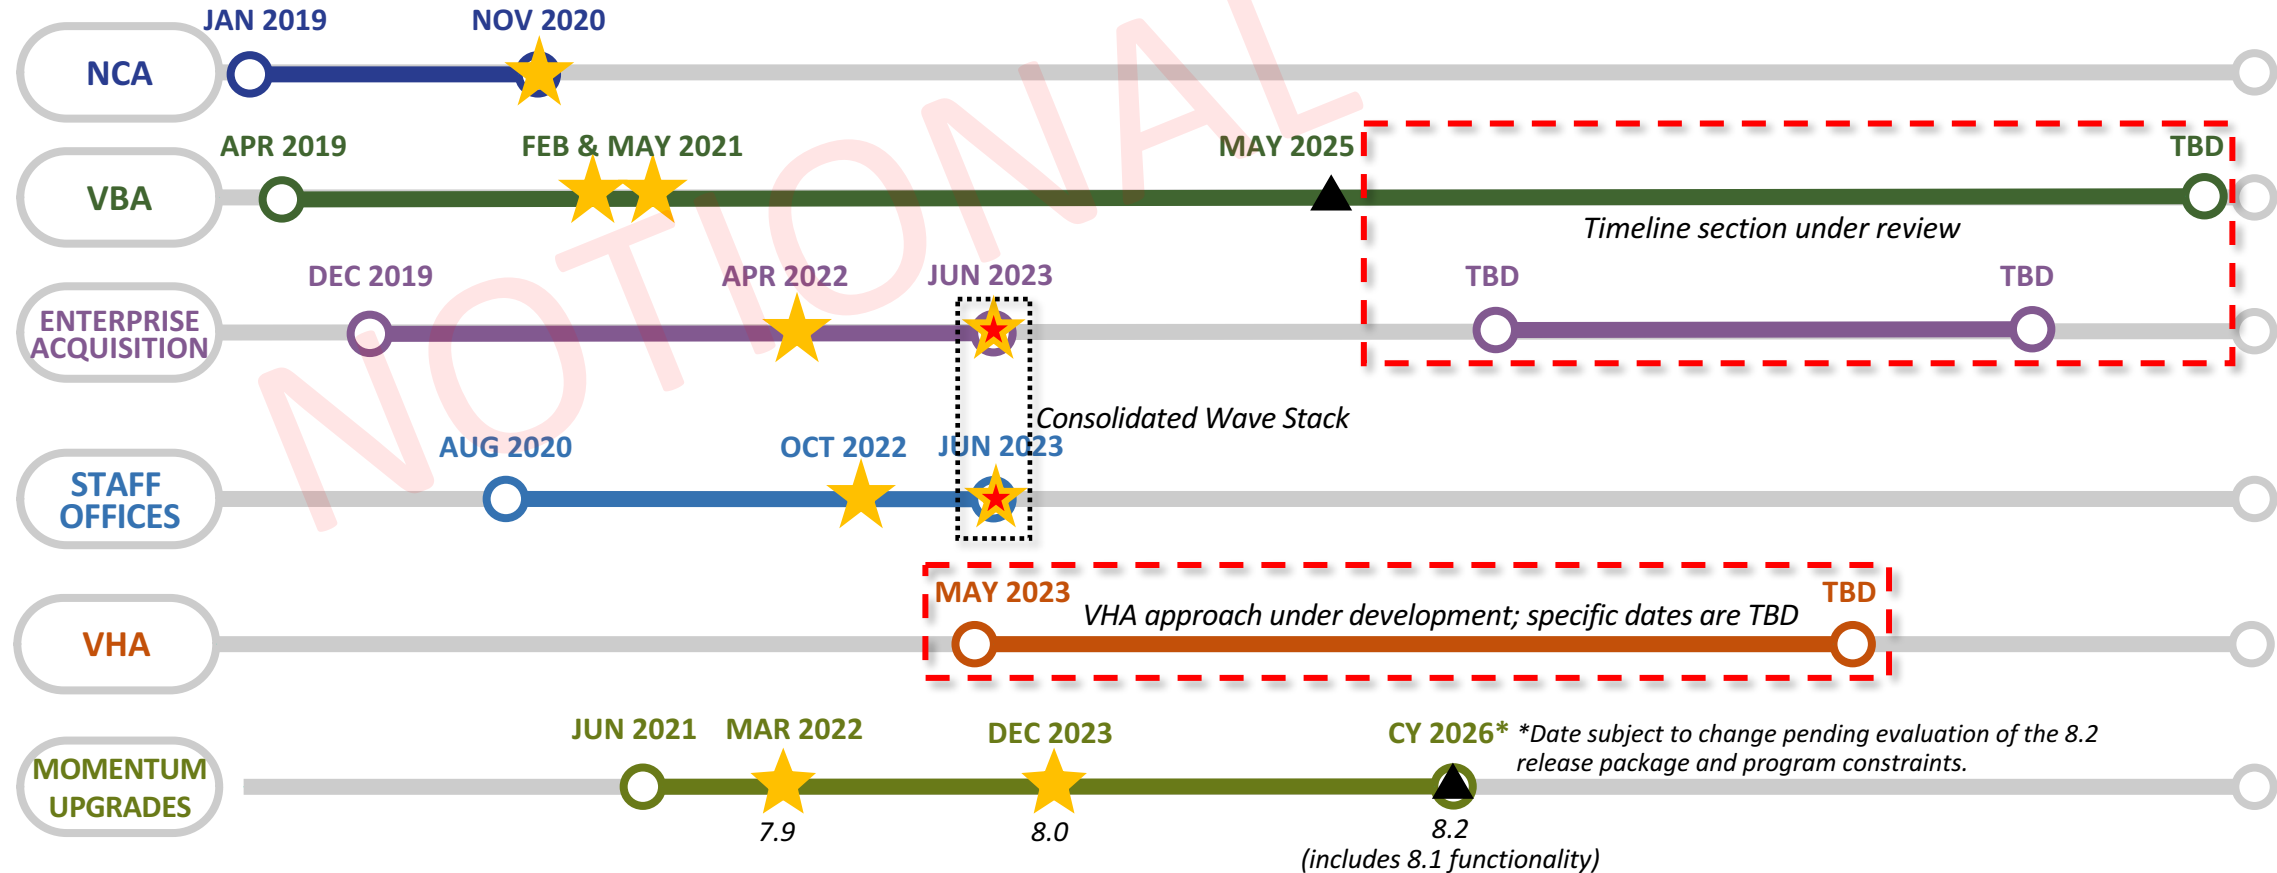 JAN 2019
NOV 2020
NCA
APR 2019
FEB & MAY 2021
MAY 2025
TBD
VBA
Timeline section under review
DEC 2019
APR 2022
JUN 2023
TBD
TBD
ENTERPRISE
ACQUISITION
Consolidated Wave Stack
AUG 2020
OCT 2022
JUN 2023
STAFF
OFFICES
MAY 2023
TBD
VHA approach under development; specific dates are TBD
VHA
JUN 2021
MAR 2022
DEC 2023
CY 2026*
*Date subject to change pending evaluation of the 8.2
release package and program constraints.
MOMENTUM
UPGRADES
7.9
8.0
8.2
(includes 8.1 functionality)
NOTIONAL